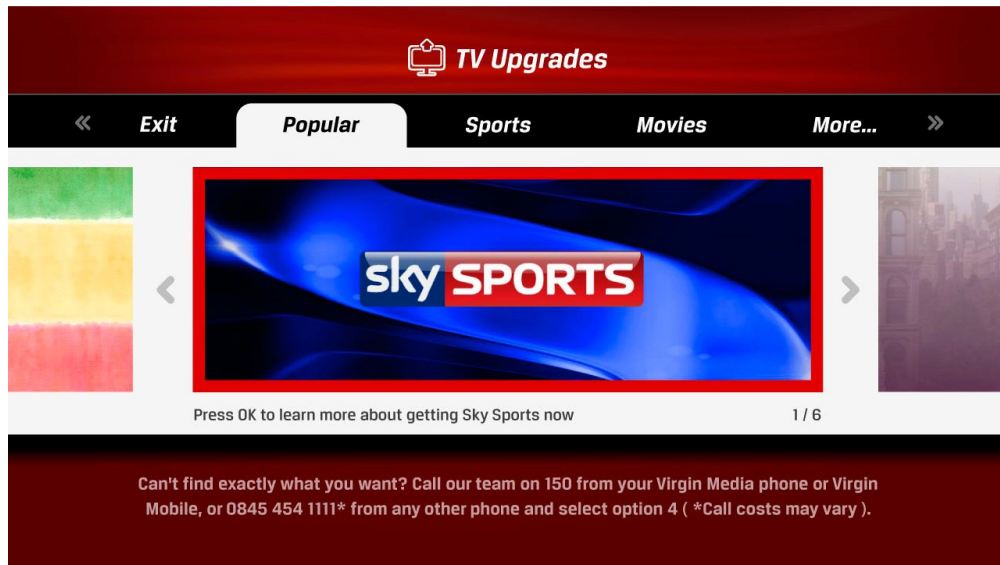 TV Upgrades
Exit
Popular
Sports
Movies
More...
sky SPORTS
Press OK to learn more about getting Sky Sports now
1 / 6
Can't find exactly what you want? Call our team on 150 from your Virgin Media phone or Virgin
Mobile, or 0845 454 1111* from any other phone and select option 4 ( *Call costs may vary ).